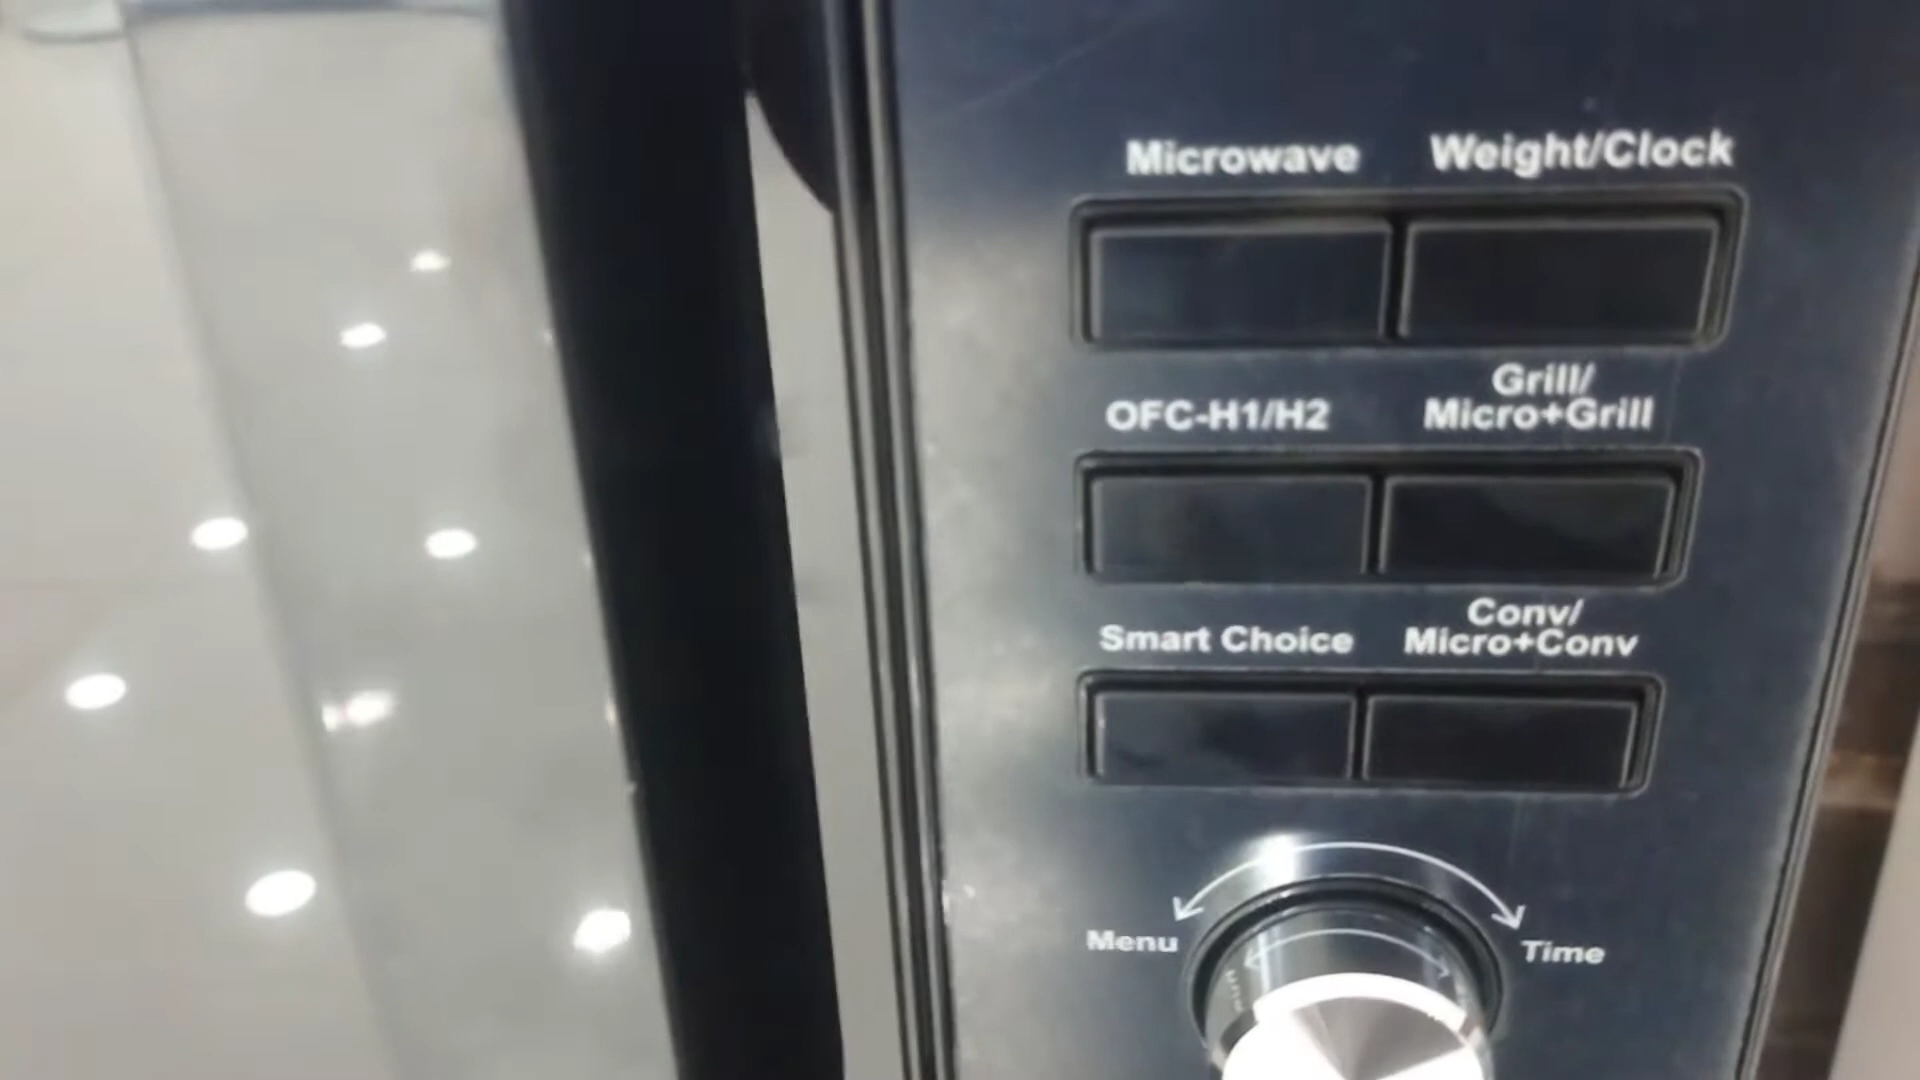 Microwave
Weight/Clock
OFC-H1/H2
Grill/
Micro+Grill
Smart Choice
Conv/
Micro+Conv
Menu
Time